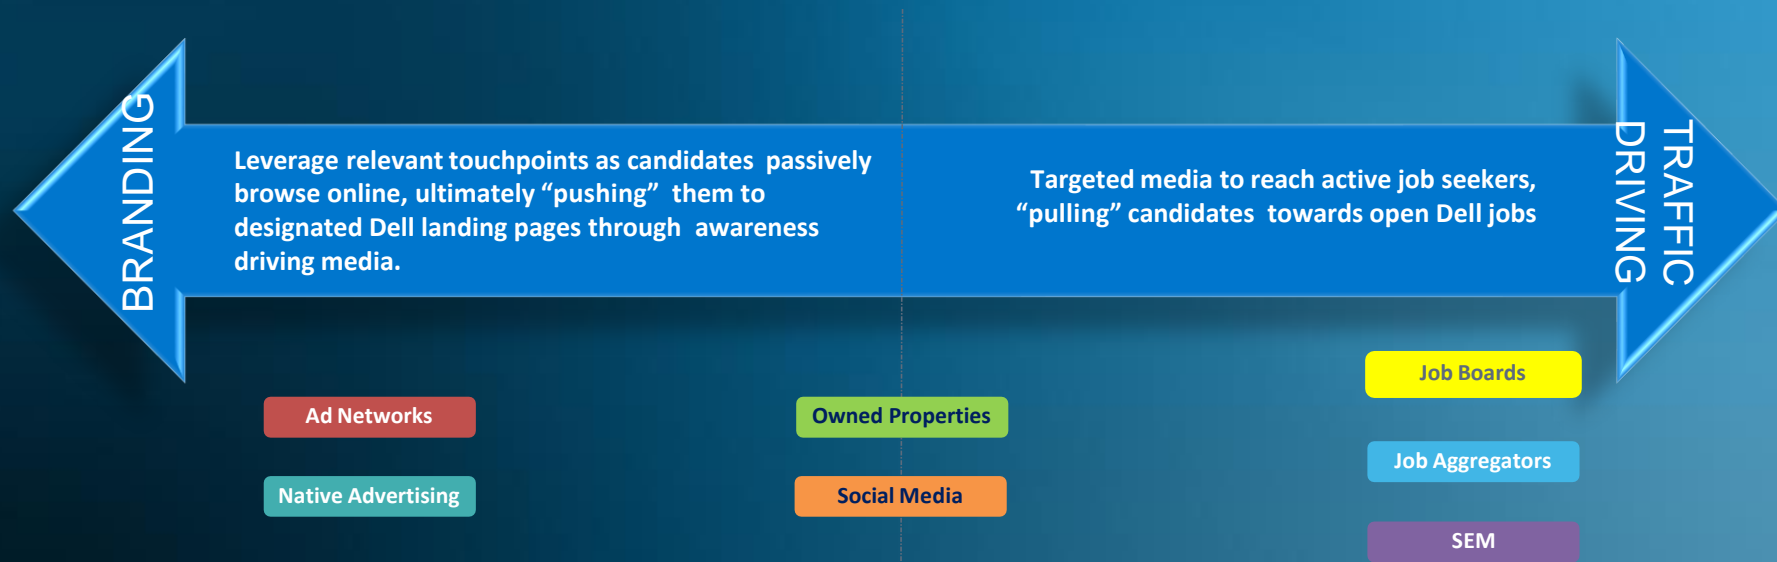 BRANDING
Leverage relevant touchpoints as candidates passively
browse online, ultimately “pushing” them to
designated Dell landing pages through awareness
driving media.
Targeted media to reach active job seekers,
“pulling” candidates towards open Dell jobs
TRAFFIC
DRIVING
Ad Networks
Native Advertising
Owned Properties
Social Media
Job Boards
Job Aggregators
SEM